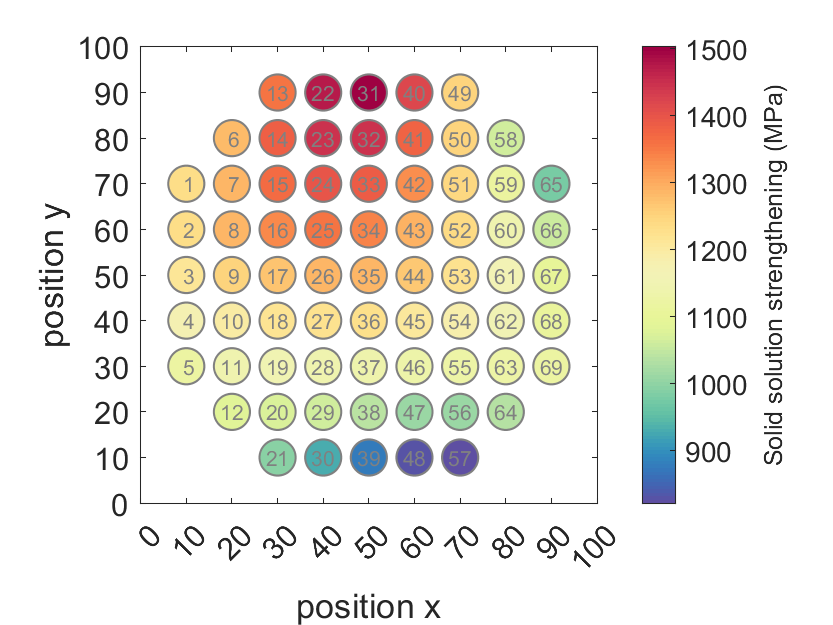 100
90
80
70
60
50
40
30
20
10
0
position y
13 22 31 40 49
6 14 23 32 41 50 58
1 7 15 24 33 42 51 59 65
2 8 16 25 34 43 52 60 66
3 9 17 26 35 44 53 61 67
4 10 18 27 36 45 54 62 68
5 11 19 28 37 46 55 63 69
12 20 29 38 47 56 64
21 30 39 48 57
0 10 20 30 40 50 60 70 80 90 100
position x
1500
1400
1300
1200
1100
1000
900
Solid solution strengthening (MPa)